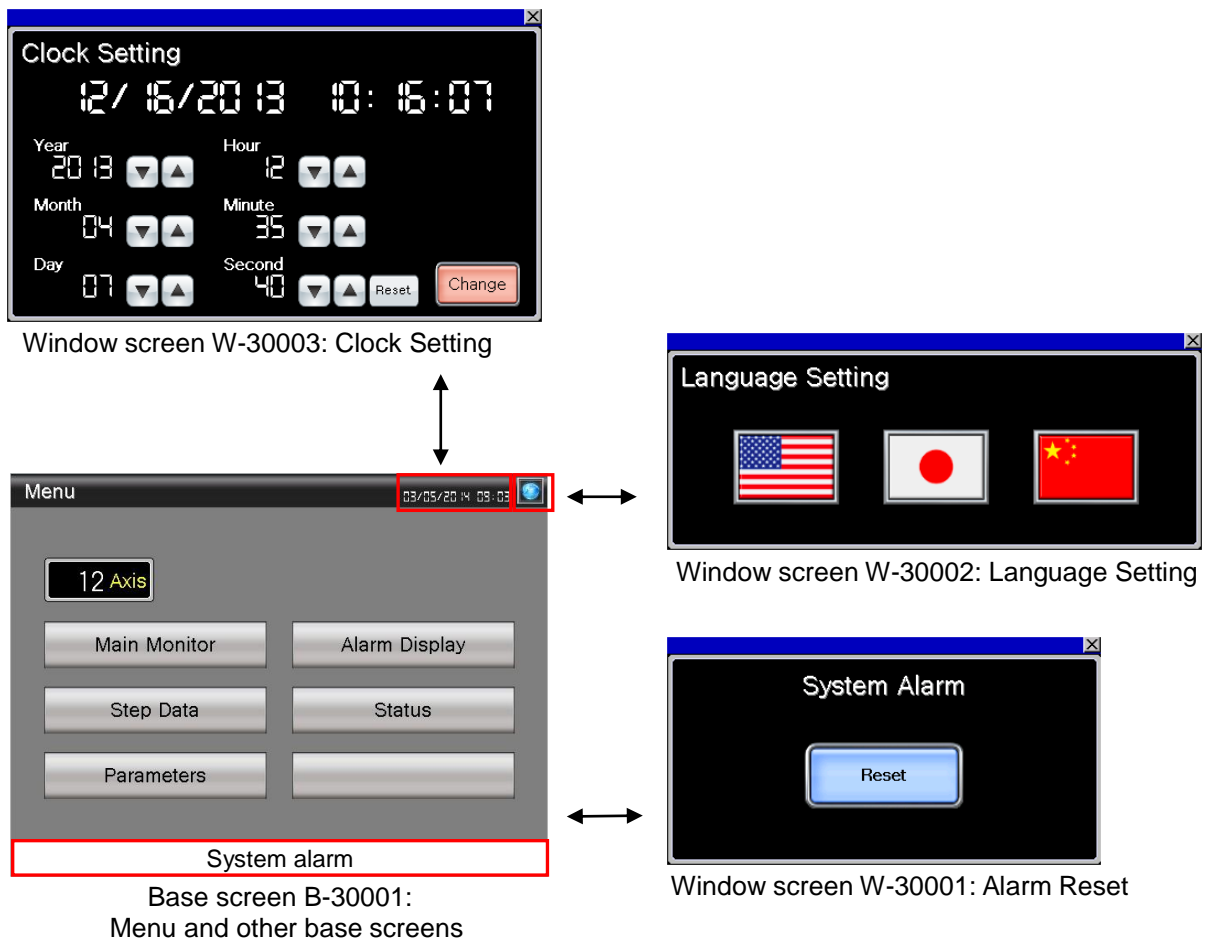 Clock Setting
12/16/2013 10:16:07
Year
2013
Hour
12
Month
04
Minute
35
Day
07
Second
40
Reset
Change
Window screen W-30003: Clock Setting
Language Setting
Window screen W-30002: Language Setting
Menu
03/05/2014 09:03
12 Axis
Main Monitor
Alarm Display
Step Data
Status
Parameters
System alarm
Base screen B-30001:
Menu and other base screens
System Alarm
Reset
Window screen W-30001: Alarm Reset